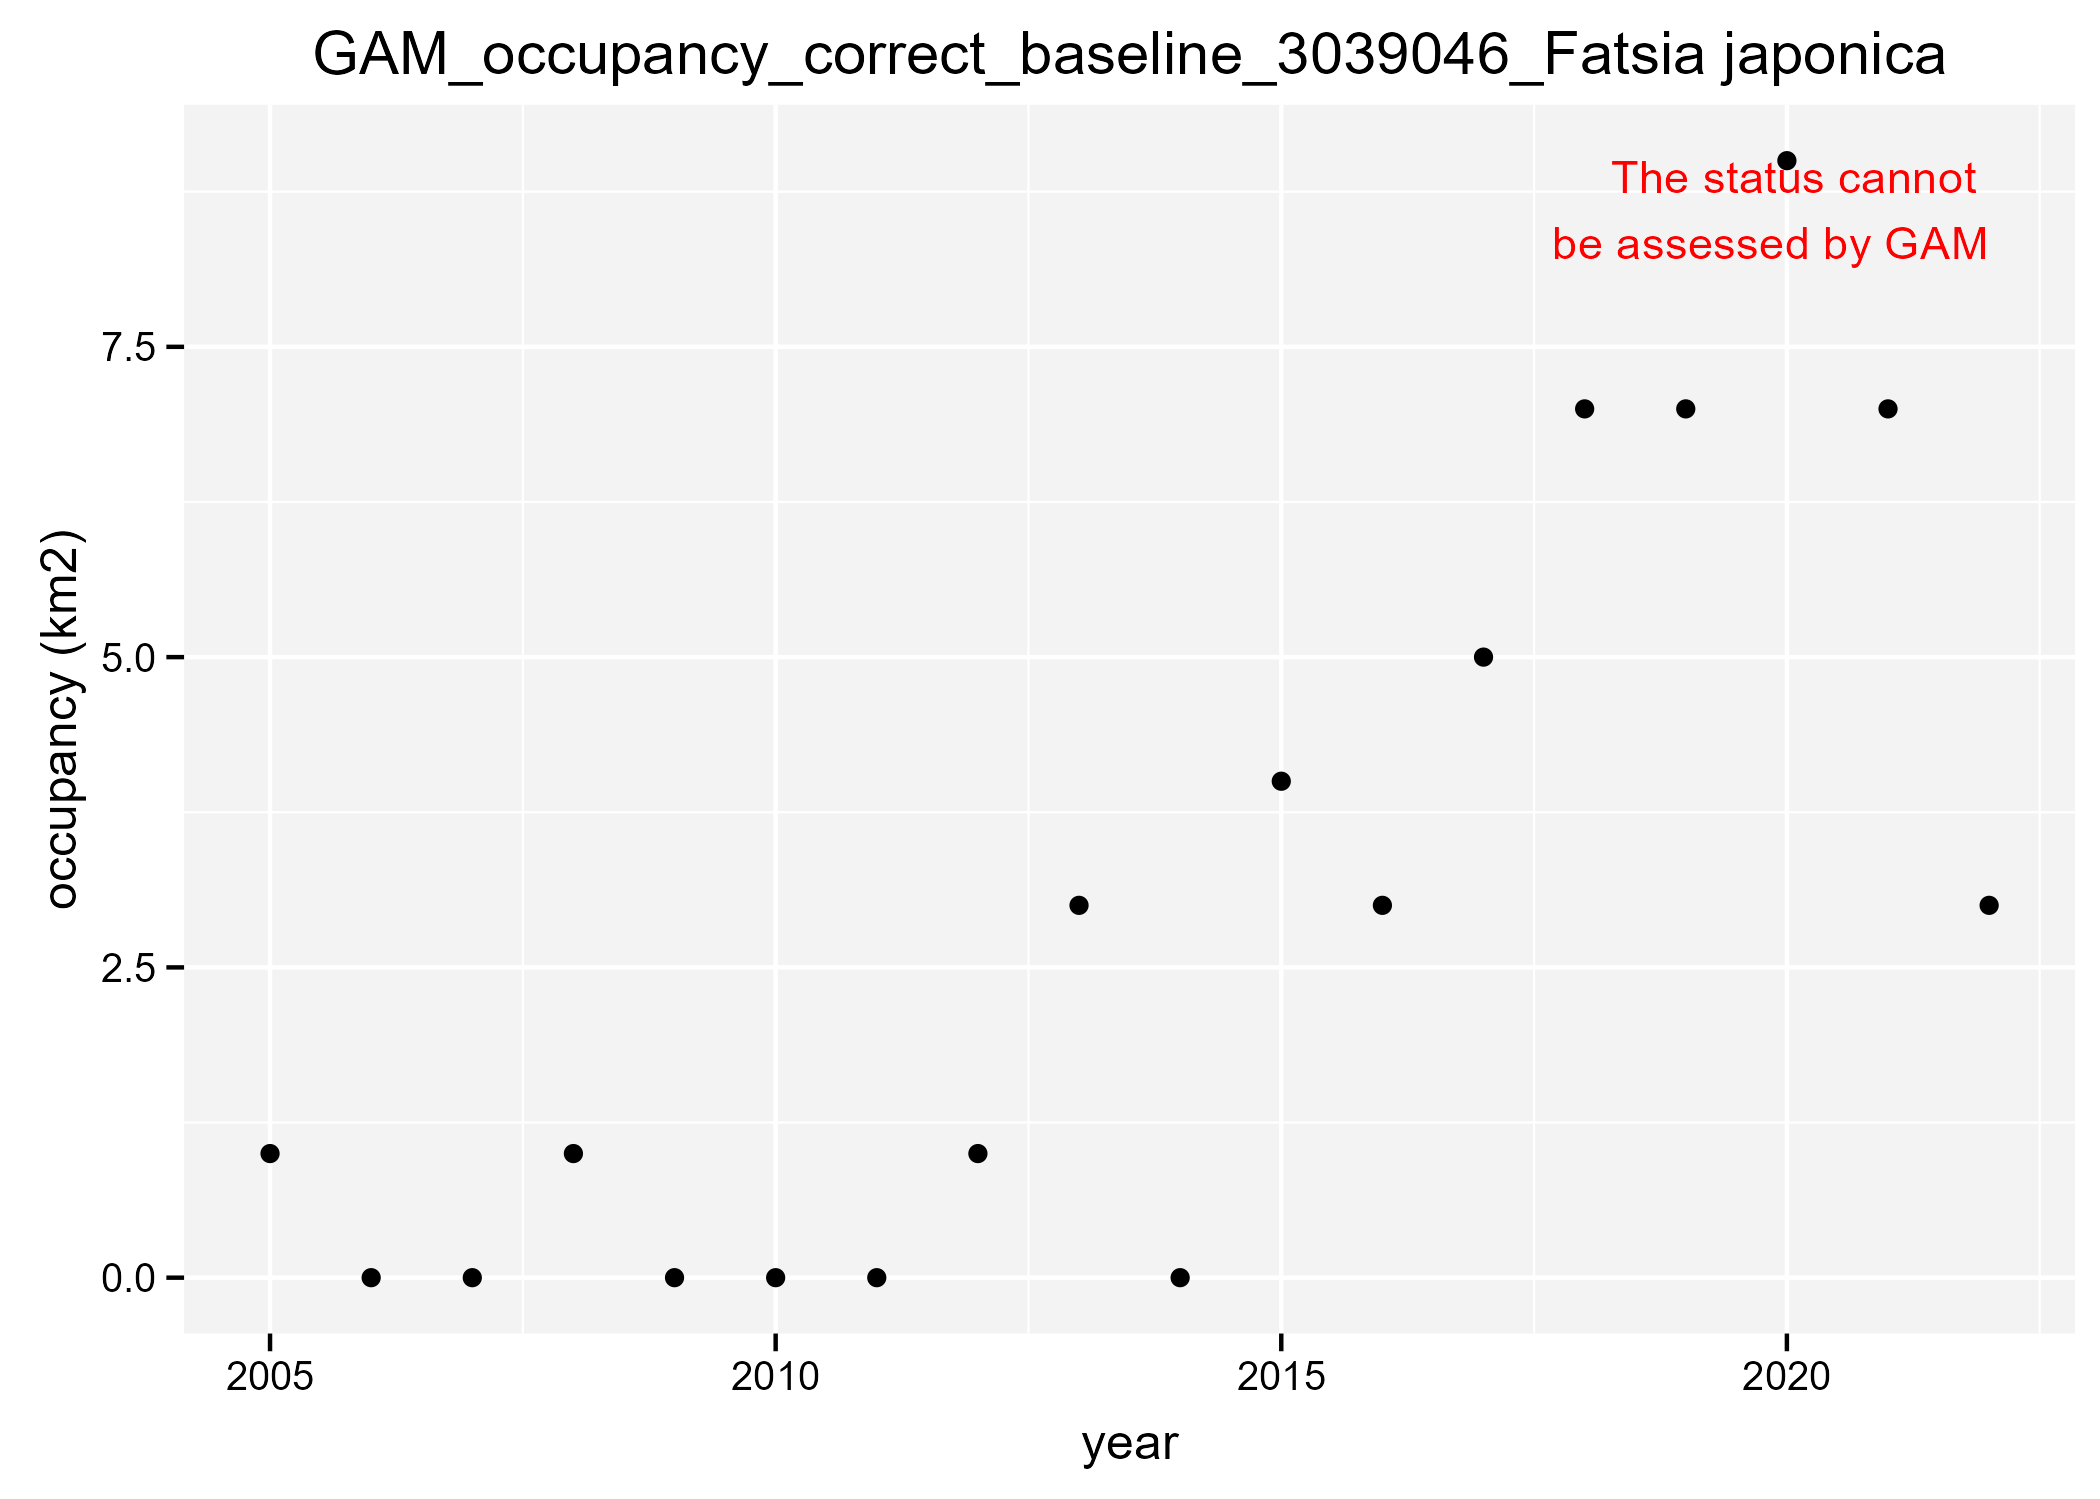 GAM_occupancy_correct_baseline_3039046_Fatsia japonica
The status cannot
be assessed by GAM
occupancy (km2)
7.5
5.0
2.5
0.0
2005
2010
2015
2020
year